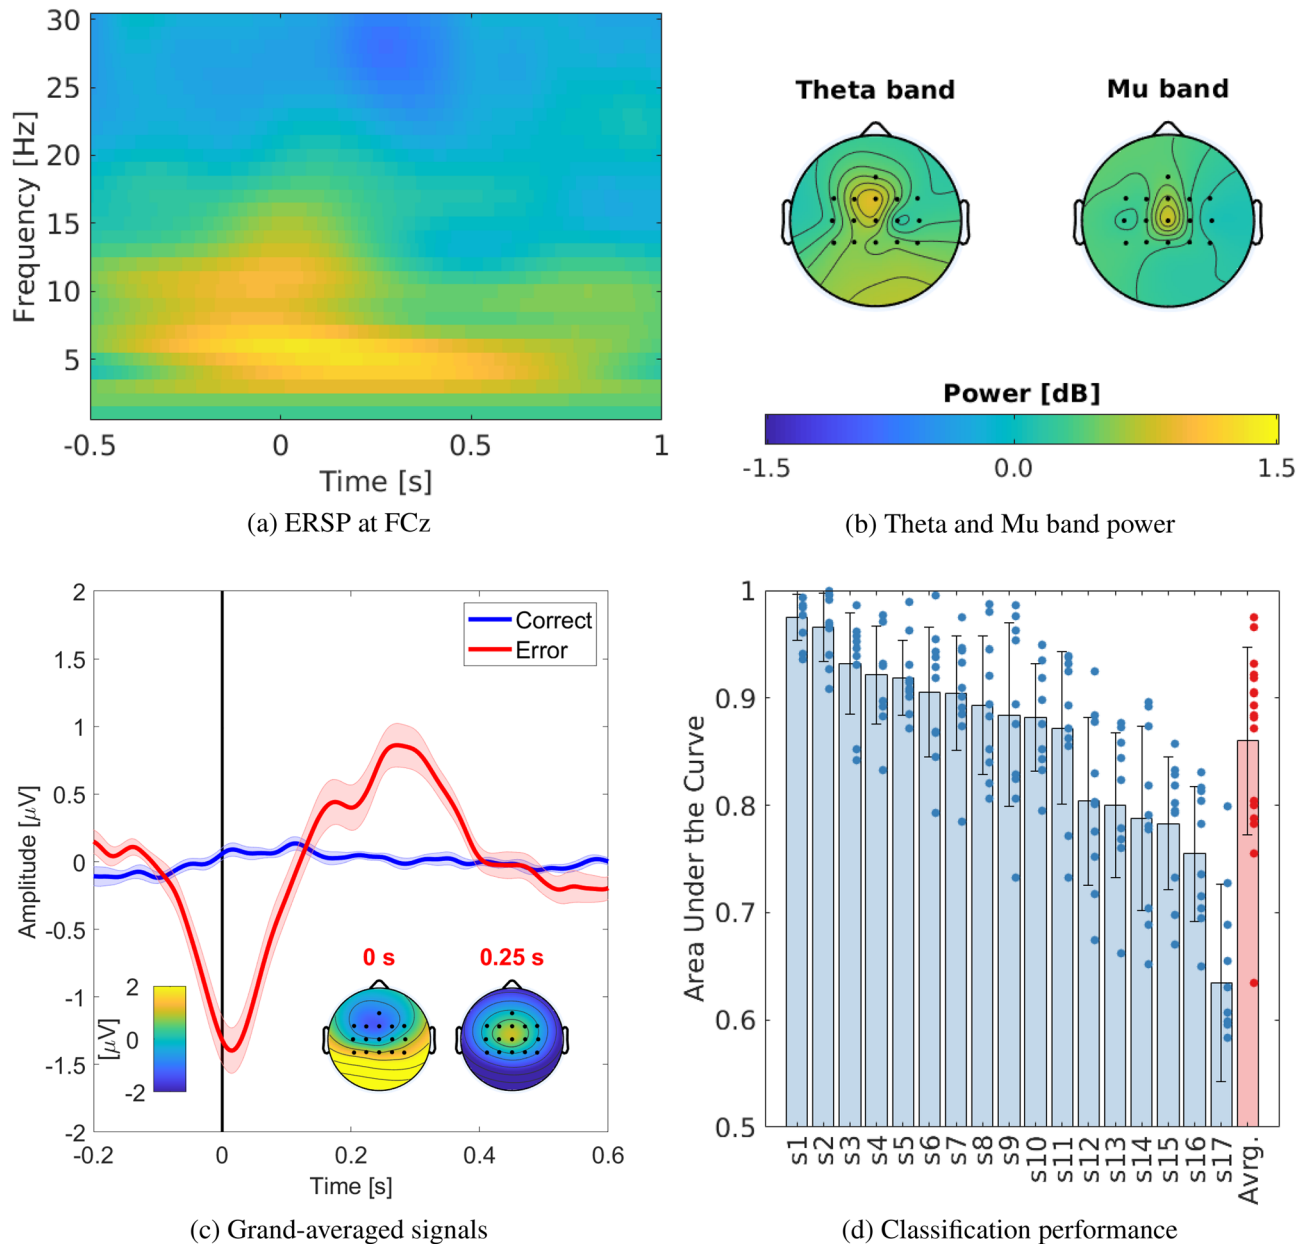 30
25
20
15
10
5
Frequency [Hz]
-0.5
0
0.5
1
Time [s]
(a) ERSP at FCz
Theta band
Mu band
Power [dB]
-1.5
0.0
1.5
(b) Theta and Mu band power
2
1.5
1
0.5
0
-0.5
-1
-1.5
-2
Amplitude [μV]
Correct
Error
0 s
0.25 s
2
0
-2
[μV]
-0.2
0
0.2
0.4
0.6
Time [s]
(c) Grand-averaged signals
1
0.9
0.8
0.7
0.6
0.5
Area Under the Curve
s1
s2
s3
s4
s5
s6
s7
s8
s9
s10
s11
s12
s13
s14
s15
s16
s17
Avrg.
(d) Classification performance